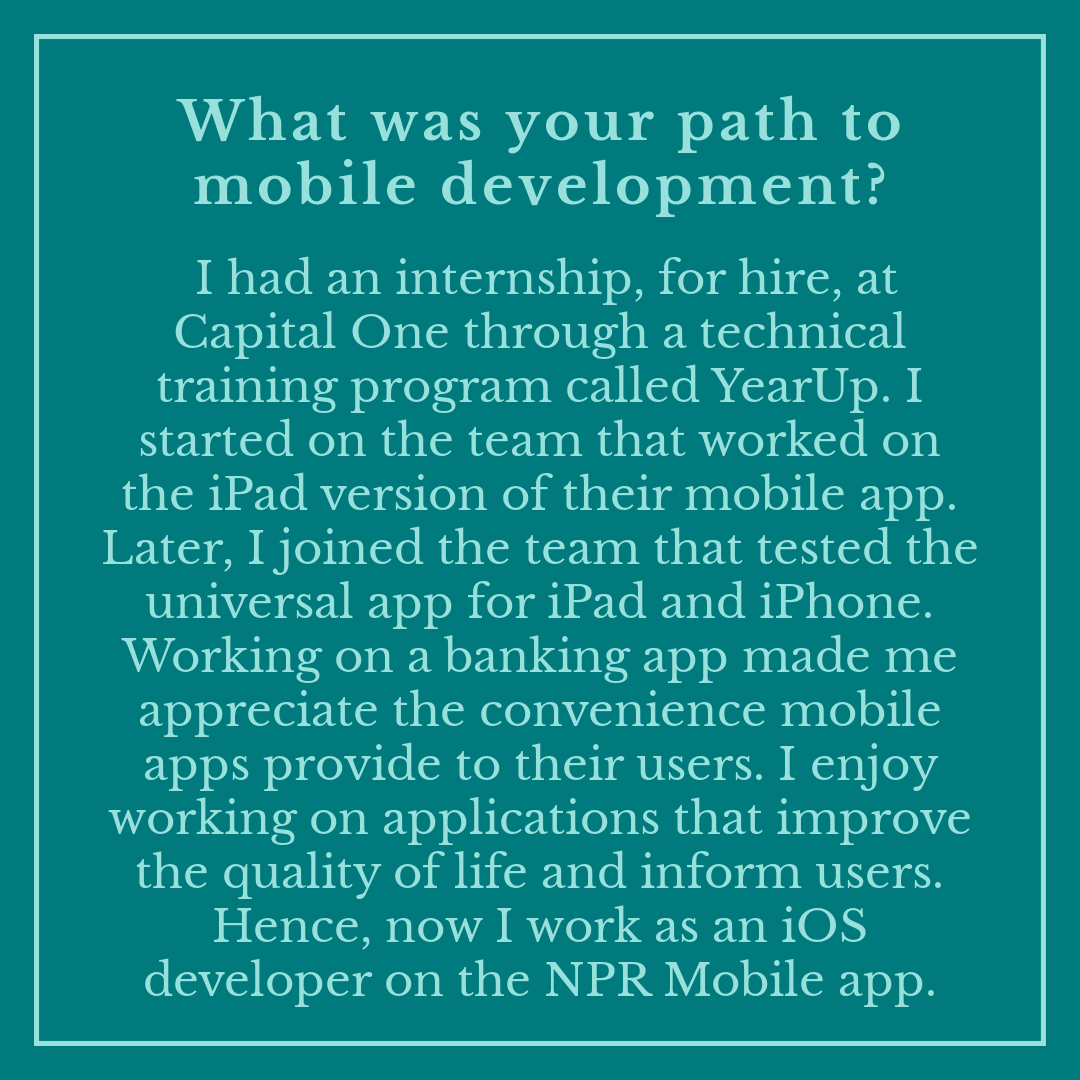 What was your path to
mobile development?
I had an internship, for hire, at
Capital One through a technical
training program called YearUp. I
started on the team that worked on
the iPad version of their mobile app.
Later, I joined the team that tested the
universal app for iPad and iPhone.
Working on a banking app made me
appreciate the convenience mobile
apps provide to their users. I enjoy
working on applications that improve
the quality of life and inform users.
Hence, now I work as an iOS
developer on the NPR Mobile app.